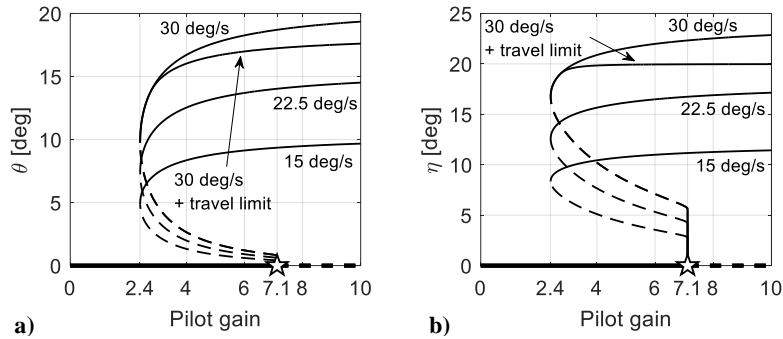 20
15
10
5
0
θ [deg]
30 deg/s
22.5 deg/s
15 deg/s
30 deg/s
+ travel limit
0 2.4 4 6 7.1 8 10
Pilot gain
a)
25
20
15
10
5
0
η [deg]
30 deg/s
+ travel limit
30 deg/s
22.5 deg/s
15 deg/s
0 2.4 4 6 7.1 8 10
Pilot gain
b)